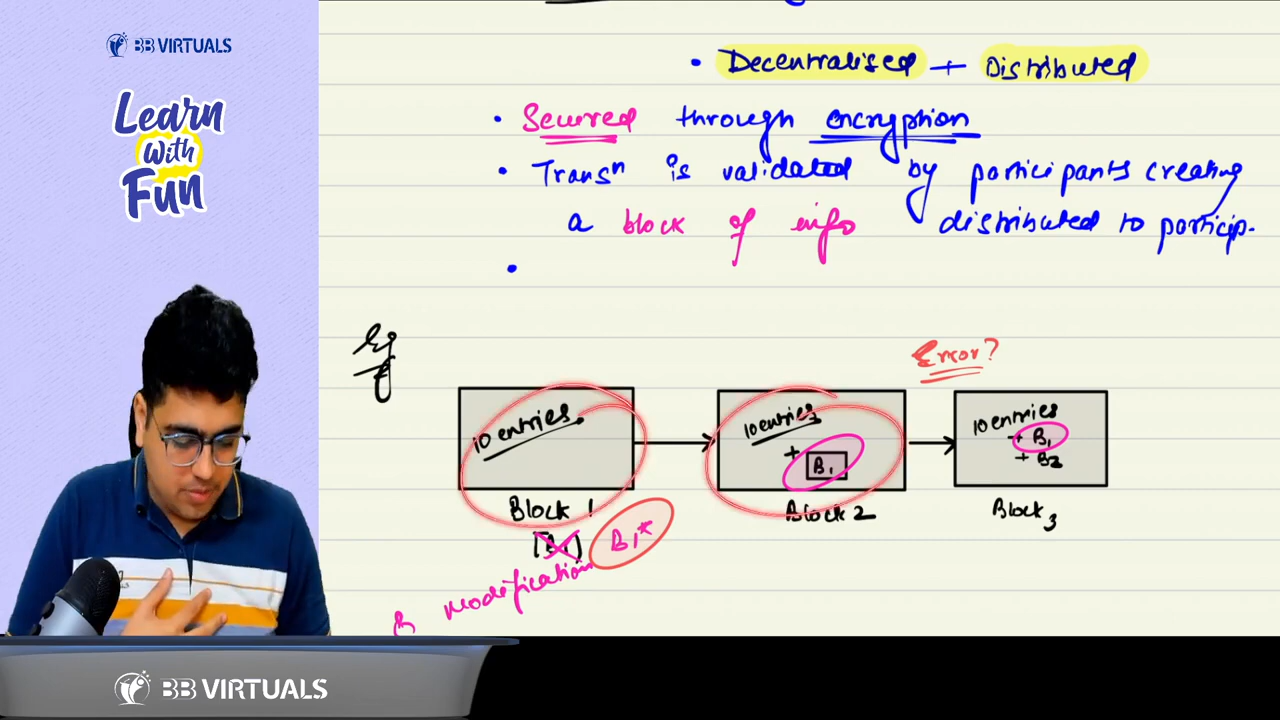 BB VIRTUALS
Learn
With
Fun
• Decentralised + Distributed
• Secured through encryption
• Transn is validated by participants creating
a block of info distributed to particip.
•
Eg
Error?
10 entries
10 entries
+ B1
10 entries
+ B1
+ B2
Block 1
Block 2
Block 3
[B1] B1*
modification
BB VIRTUALS